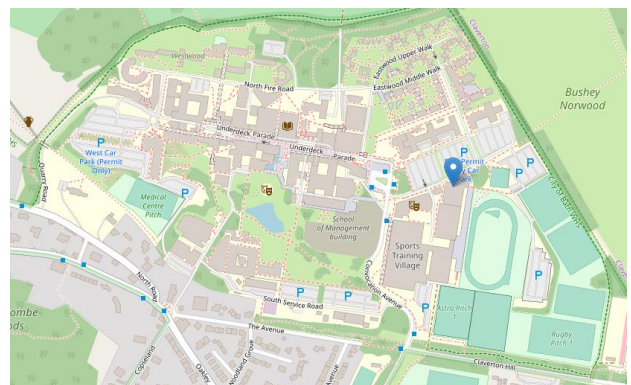 Claverton
Eastwood Upper Walk
Westwood
Eastwood Middle Walk
North Fire Road
Bushey
Norwood
Underdeck Parade
Underdeck
Parade
West Car
Park (Permit
Only)
Permit
Car
Quarry Road
City of Bath
Medical
Centre
Pitch
School
of Management
building
Sports
Training
Village
North Road
Convocation Avenue
South Service Road
Astro Pitch
1
The Avenue
Rugby
Pitch 1
Copseland
Oakley
Woodland Grove
Avenue
Claverton Hill